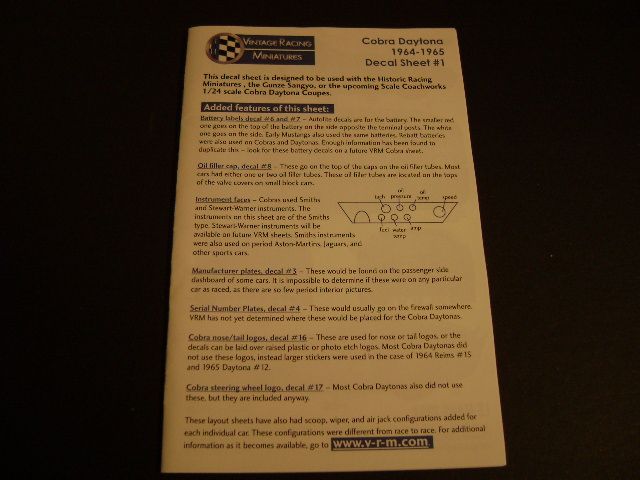 VINTAGE RACING
MINIATURES
Cobra Daytona
1964-1965
Decal Sheet #1
This decal sheet is designed to be used with the Historic Racing
Miniatures , the Gunze Sangyo, or the upcoming Scale Coachworks
1/24 scale Cobra Daytona Coupes.
Added features of this sheet:
Battery labels decal #6 and #7 – Autolite decals are for the battery. The smaller red
one goes on the top of the battery on the side opposite the terminal posts. The white
one goes on the side. Early Mustangs also used the same batteries. Rebatt batteries
were also used on Cobras and Daytonas. Enough information has been found to
duplicate this – look for these battery decals on a future VRM Cobra sheet.
Oil filler cap, decal #8 – These go on the top of the caps on the oil filler tubes. Most
cars had either one or two oil filler tubes. These oil filler tubes are located on the tops
of the valve covers on small block cars.
Instrument faces – Cobras used Smiths
and Stewart-Warner instruments. The
instruments on this sheet are of the Smiths
type. Stewart-Warner instruments will be
available on future VRM sheets. Smiths instruments
were also used on period Aston-Martins, Jaguars, and
other sports cars.
tach
oil
pressure
oil
temp
speed
fuel
water
temp
amp
Manufacturer plates, decal #3 – These would be found on the passenger side
dashboard of some cars. It is impossible to determine if these were on any particular
car as raced, as there are so few period interior pictures.
Serial Number Plates, decal #4 – These would usually go on the firewall somewhere.
VRM has not yet determined where these would be placed for the Cobra Daytonas.
Cobra nose/tail logos, decal #16 – These are used for nose or tail logos, or the
decals can be laid over raised plastic or photo etch logos. Most Cobra Daytonas did
not use these logos, instead larger stickers were used in the case of 1964 Reims #15
and 1965 Daytona #12.
Cobra steering wheel logo, decal #17 – Most Cobra Daytonas also did not use
these, but they are included anyway.
These layout sheets have also had scoop, wiper, and air jack configurations added for
each individual car. These configurations were different from race to race. For additional
information as it becomes available, go to www.v-r-m.com.